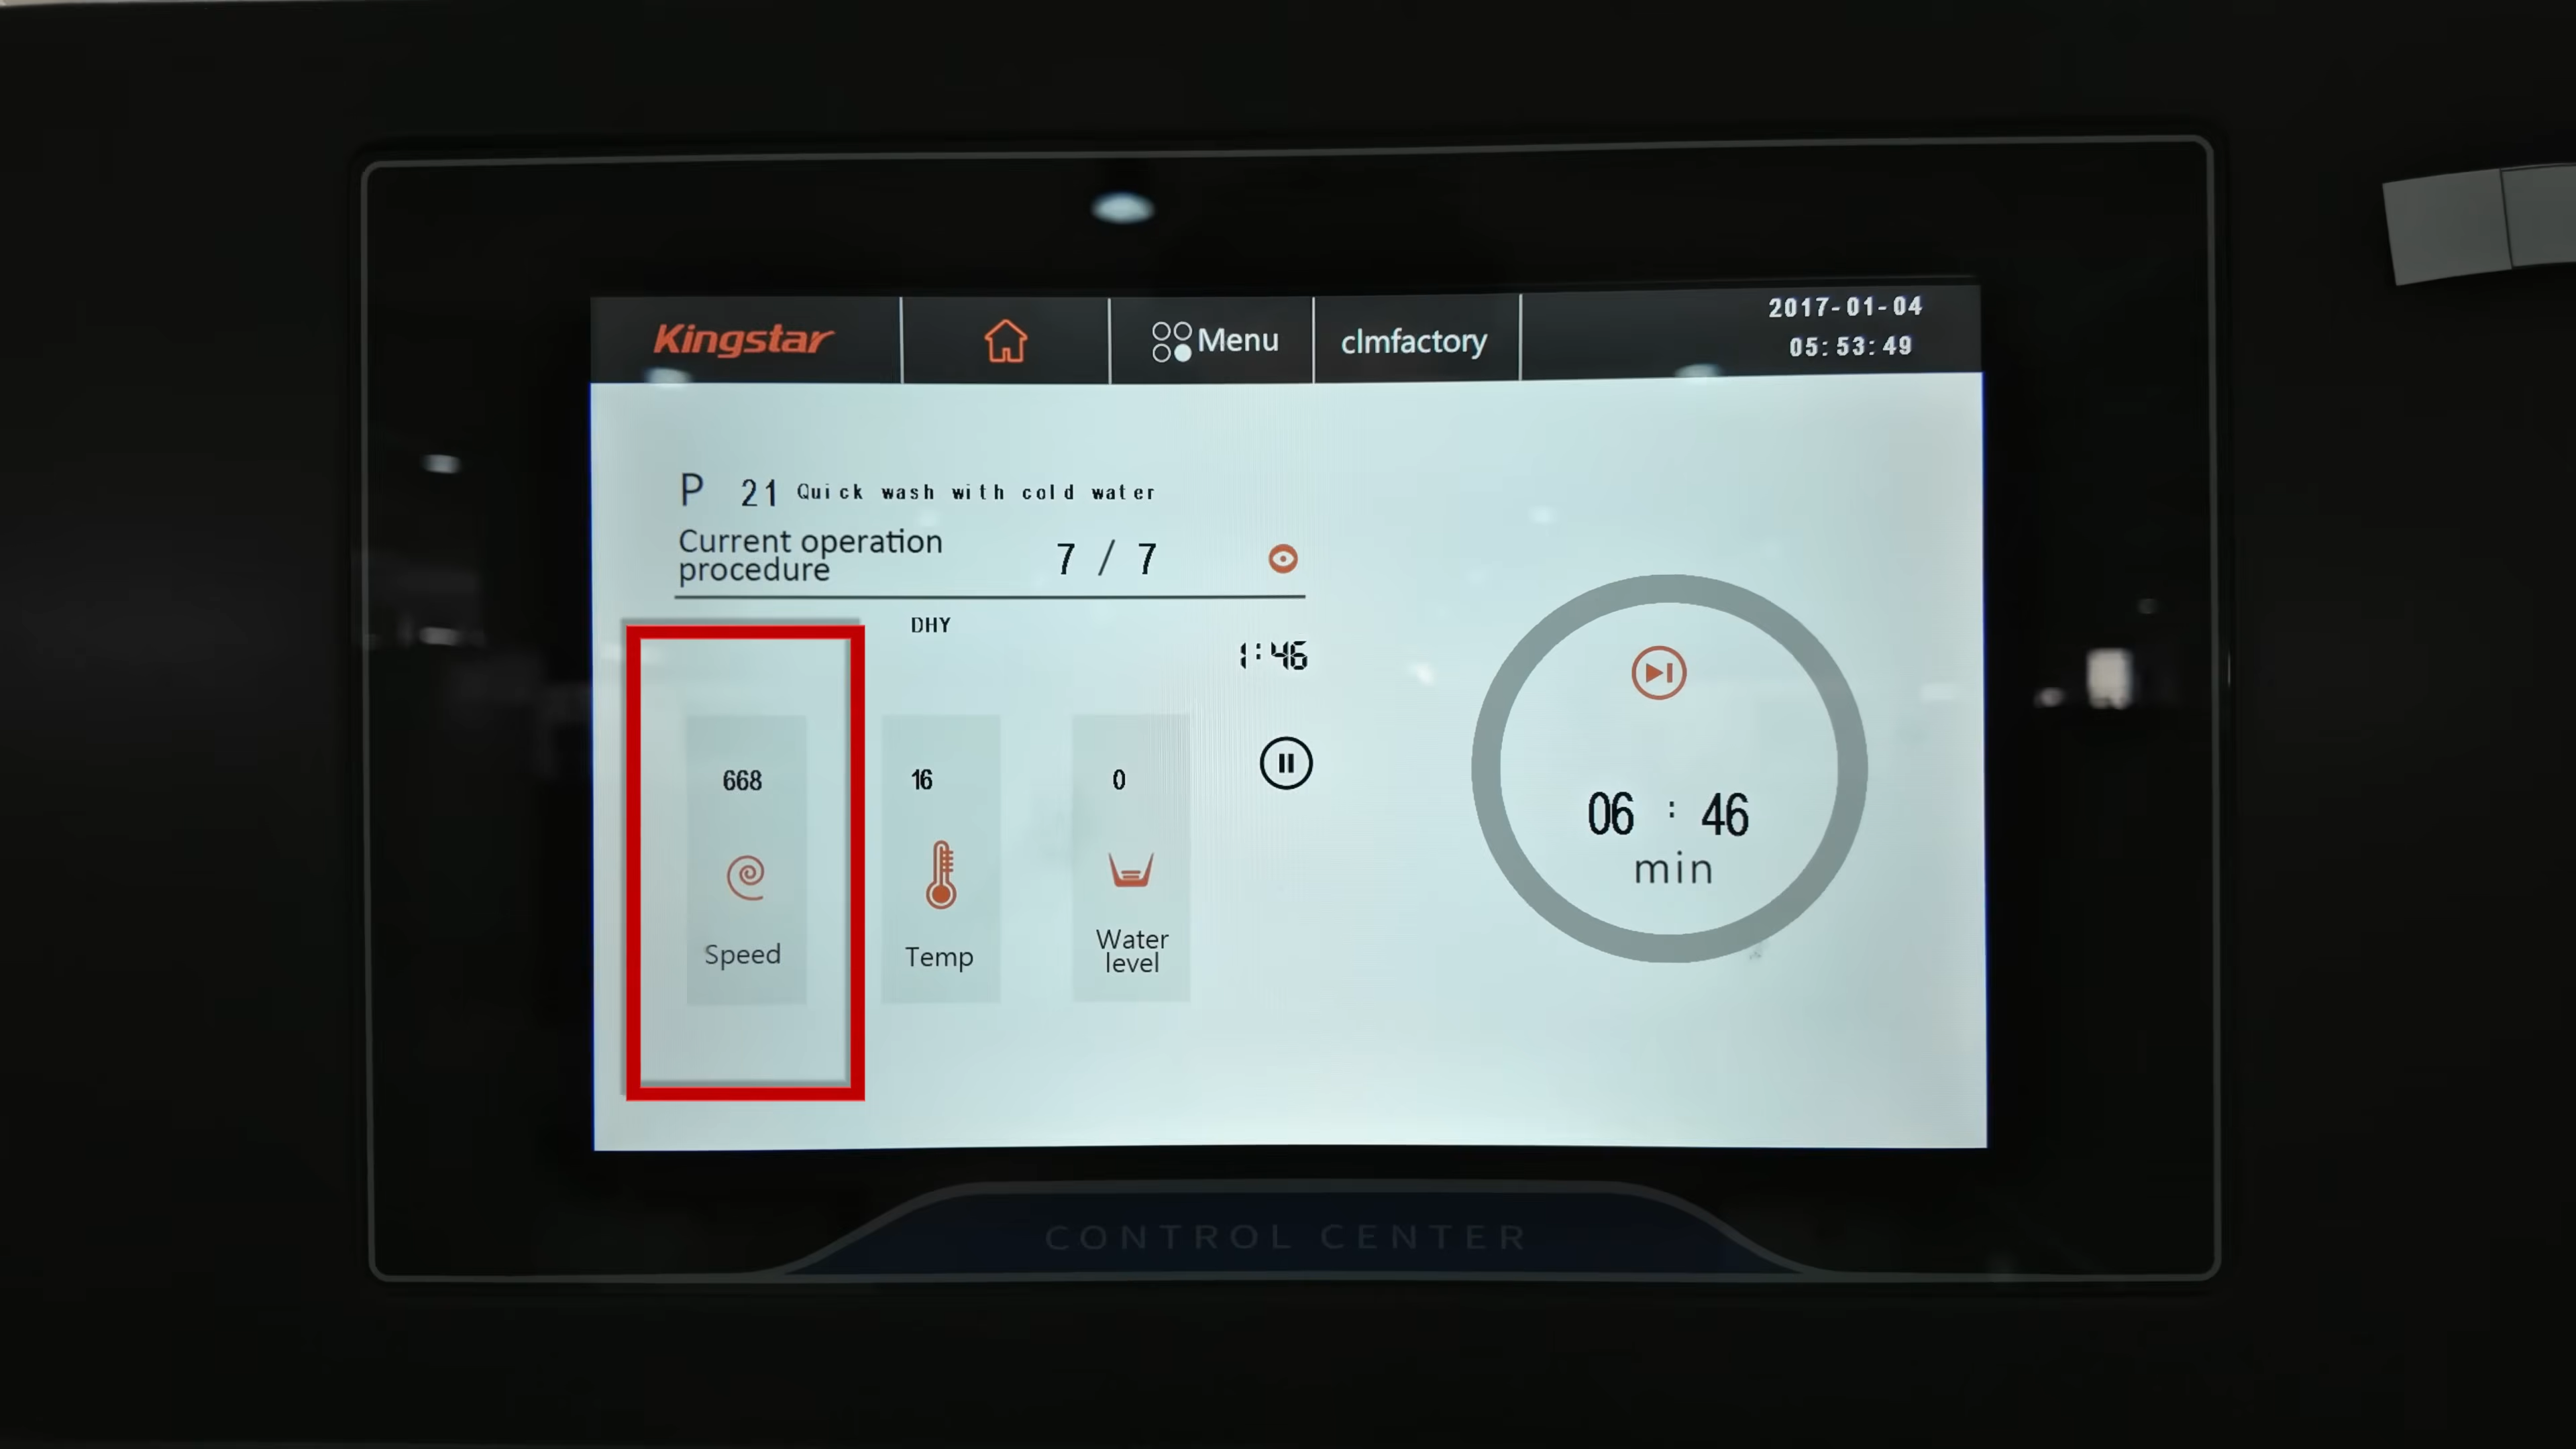 Kingstar
Menu
clmfactory
2017-01-04
05:53:49
P 21 Quick wash with cold water
Current operation
procedure
7 / 7
DHY
1:46
668
16
0
Speed
Temp
Water
level
06 : 46
min
CONTROL CENTER